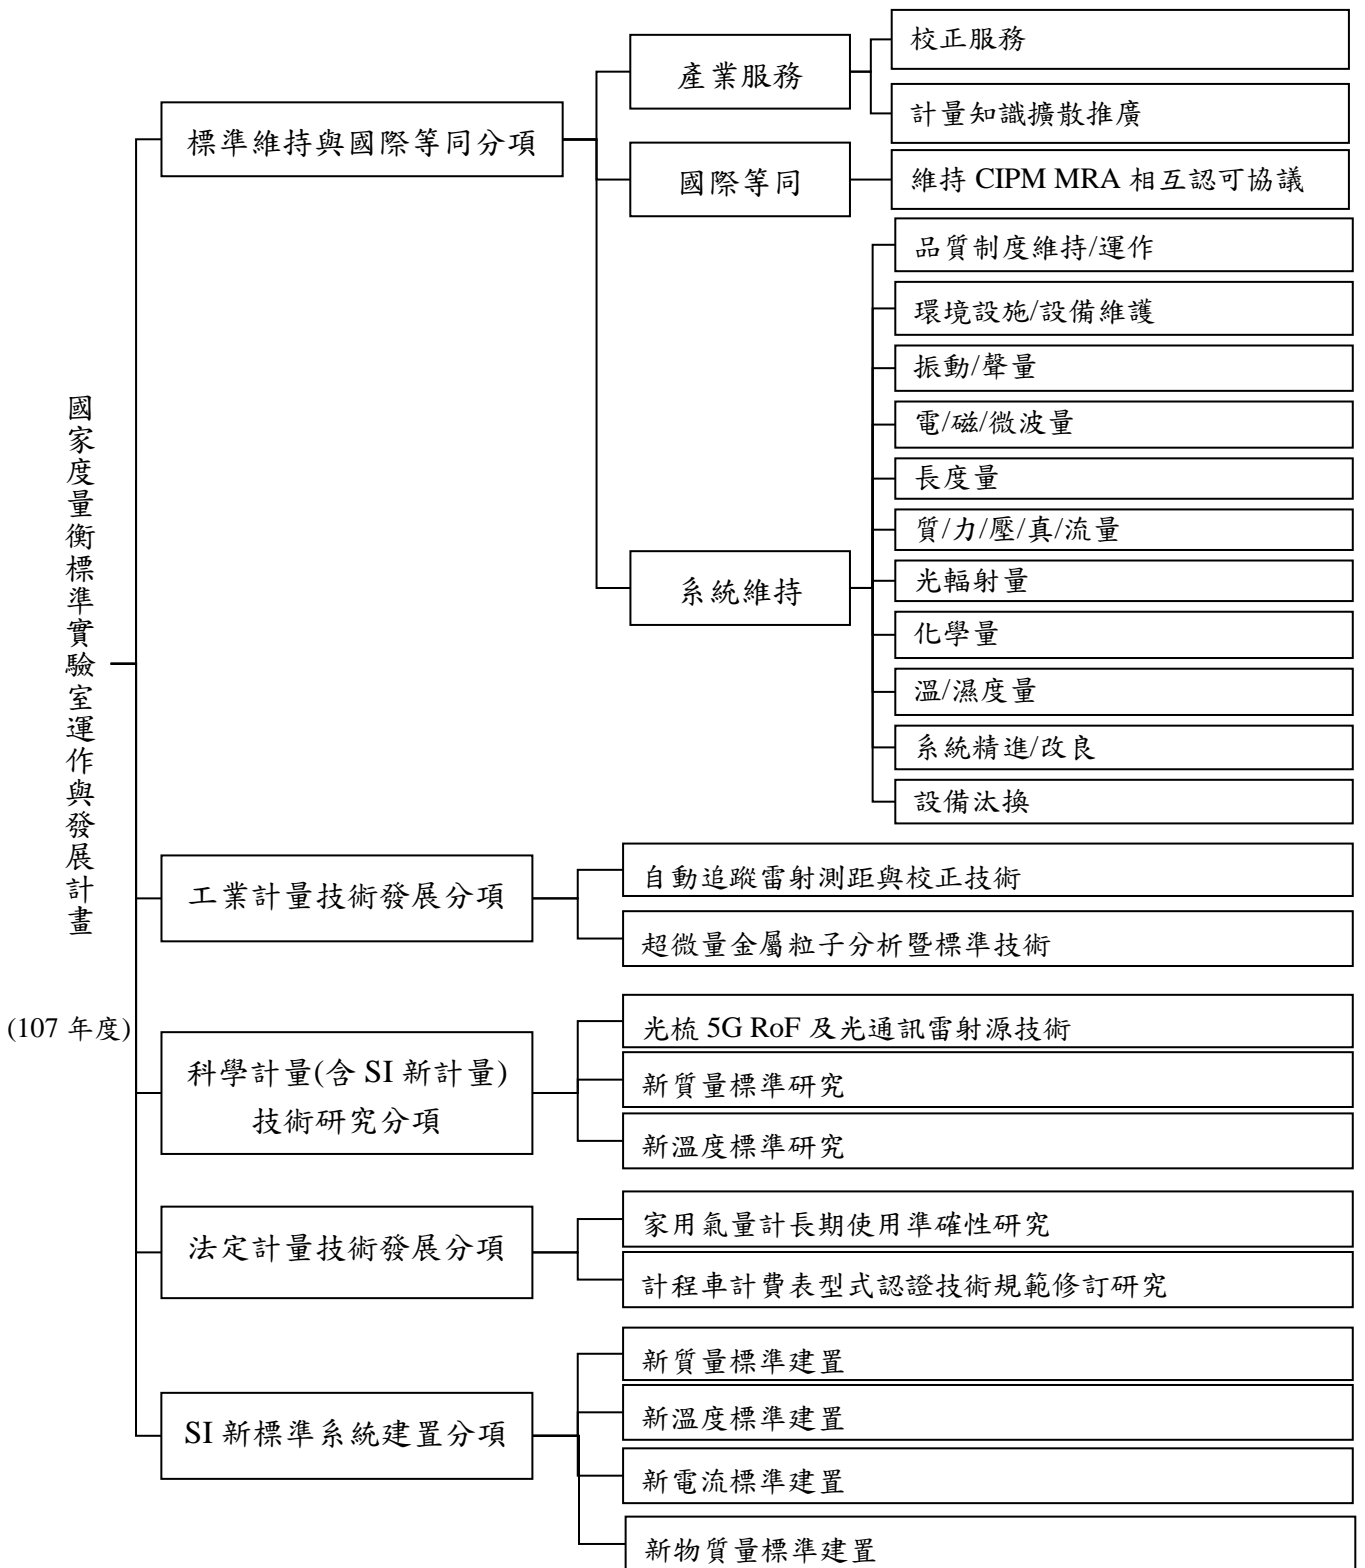 國家度量衡標準實驗室運作與發展計畫
(107 年度)
標準維持與國際等同分項
產業服務
校正服務
計量知識擴散推廣
國際等同
維持 CIPM MRA 相互認可協議
系統維持
品質制度維持/運作
環境設施/設備維護
振動/聲量
電/磁/微波量
長度量
質/力/壓/真/流量
光輻射量
化學量
溫/濕度量
系統精進/改良
設備汰換
工業計量技術發展分項
自動追蹤雷射測距與校正技術
超微量金屬粒子分析暨標準技術
科學計量(含 SI 新計量)
技術研究分項
光梳 5G RoF 及光通訊雷射源技術
新質量標準研究
新溫度標準研究
法定計量技術發展分項
家用氣量計長期使用準確性研究
計程車計費表型式認證技術規範修訂研究
SI 新標準系統建置分項
新質量標準建置
新溫度標準建置
新電流標準建置
新物質量標準建置